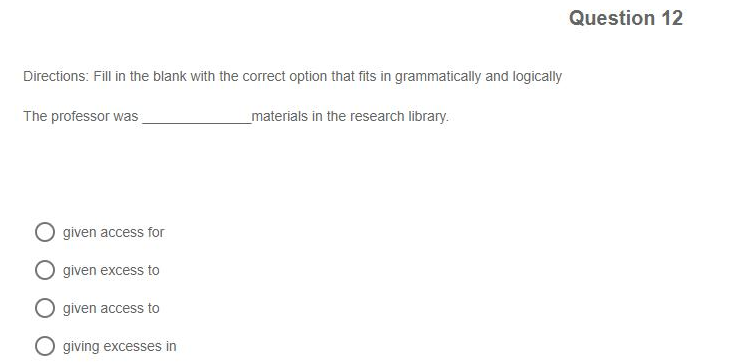 Question 12
Directions: Fill in the blank with the correct option that fits in grammatically and logically
The professor was ______________materials in the research library.
given access for
given excess to
given access to
giving excesses in